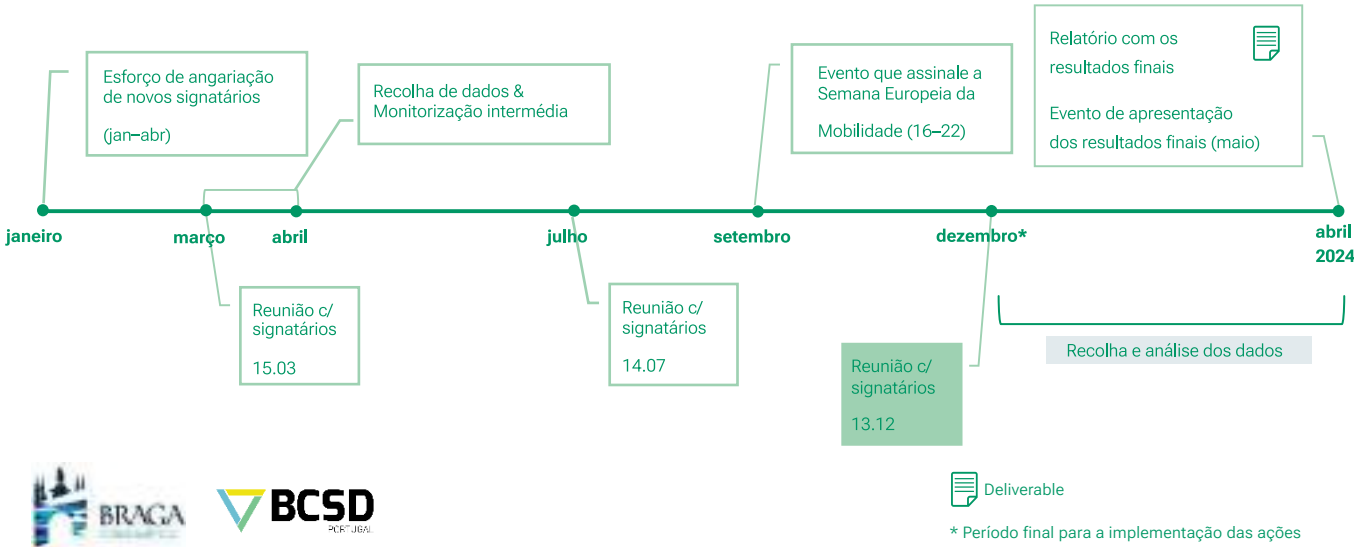 Esforço de angariação
de novos signatários
(jan–abr)
Recolha de dados &
Monitorização intermédia
Evento que assinale a
Semana Europeia da
Mobilidade (16–22)
Relatório com os
resultados finais
Evento de apresentação
dos resultados finais (maio)
janeiro
março
abril
julho
setembro
dezembro*
abril
2024
Reunião c/
signatários
15.03
Reunião c/
signatários
14.07
Reunião c/
signatários
13.12
Recolha e análise dos dados
BRAGA
BCSD
PORTUGAL
Deliverable
* Período final para a implementação das ações